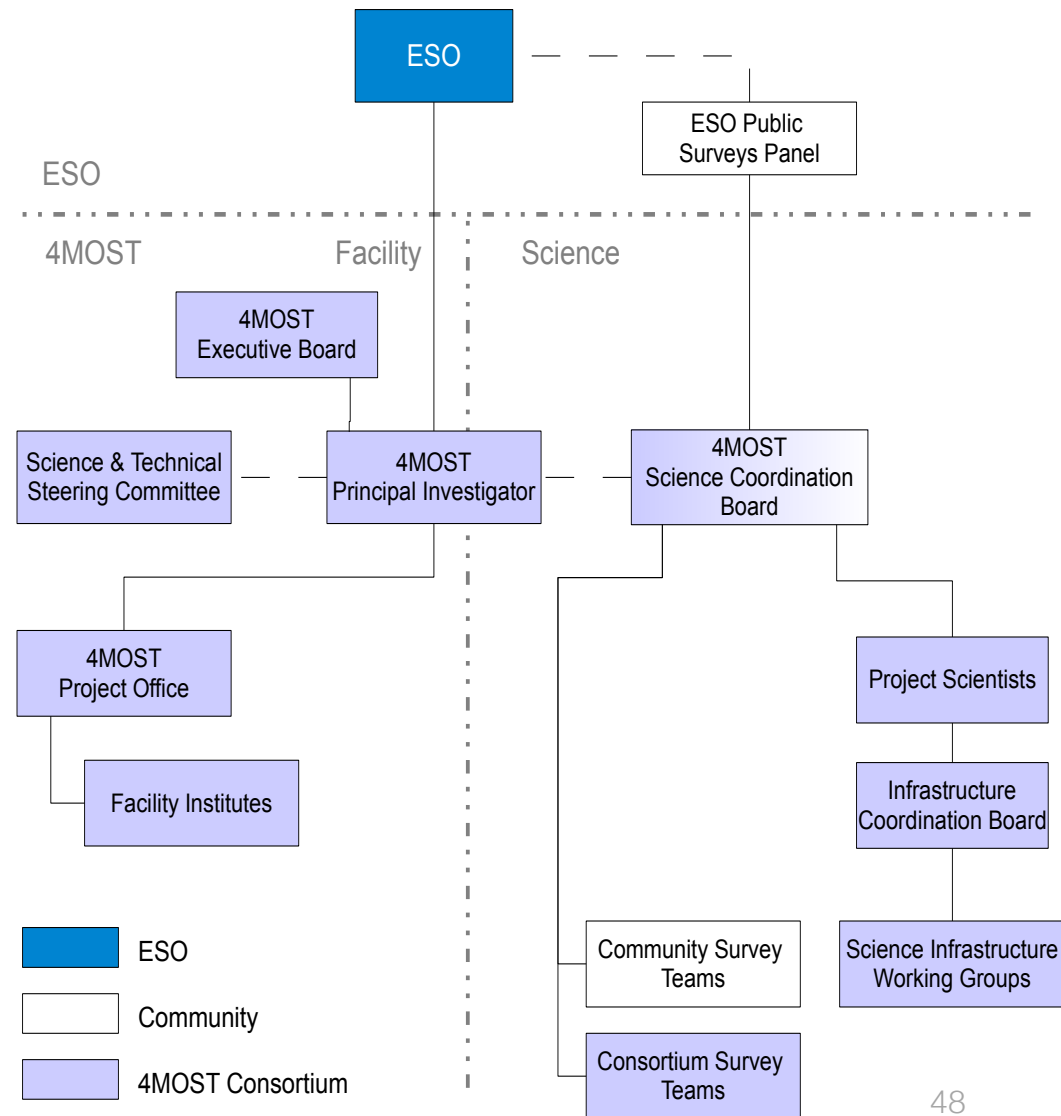 ESO
ESO Public
Surveys Panel
ESO
4MOST
Facility
Science
4MOST
Executive Board
Science & Technical
Steering Committee
4MOST
Principal Investigator
4MOST
Science Coordination
Board
4MOST
Project Office
Project Scientists
Facility Institutes
Infrastructure
Coordination Board
Community Survey
Teams
Science Infrastructure
Working Groups
Consortium Survey
Teams
ESO
Community
4MOST Consortium
48